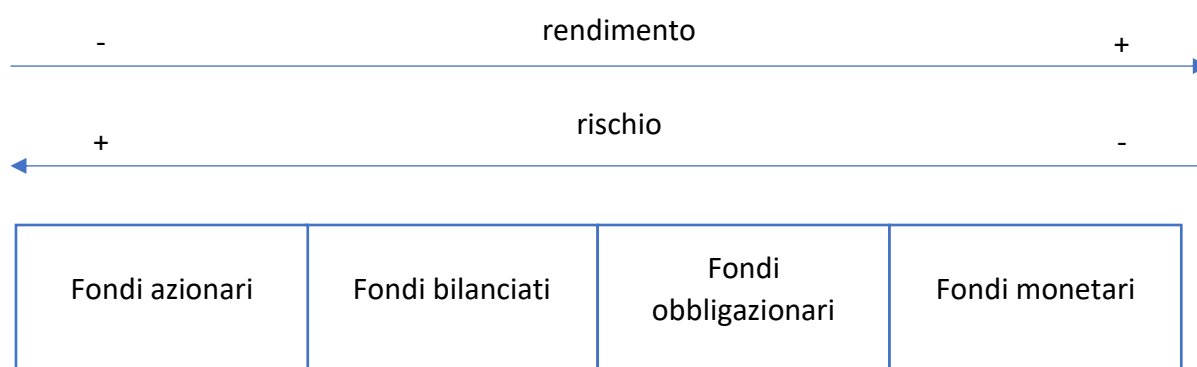 rendimento
- +
rischio
+ -
Fondi azionari
Fondi bilanciati
Fondi
obbligazionari
Fondi monetari